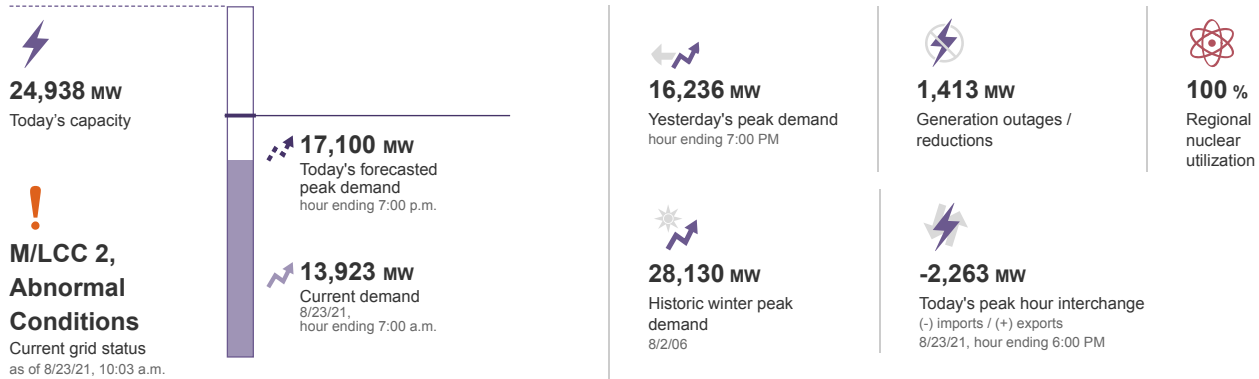 24,938 MW
Today's capacity
M/LCC 2,
Abnormal
Conditions
Current grid status
as of 8/23/21, 10:03 a.m.
17,100 MW
Today's forecasted
peak demand
hour ending 7:00 p.m.
13,923 MW
Current demand
8/23/21,
hour ending 7:00 a.m.
16,236 MW
Yesterday's peak demand
hour ending 7:00 PM
1,413 MW
Generation outages /
reductions
100 %
Regional
nuclear
utilization
28,130 MW
Historic winter peak
demand
8/2/06
-2,263 MW
Today's peak hour interchange
(-) imports / (+) exports
8/23/21, hour ending 6:00 PM